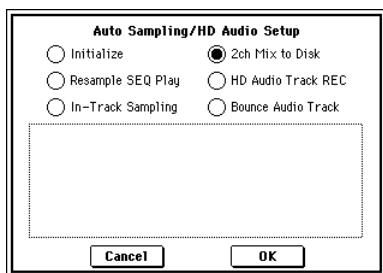 Auto Sampling/HD Audio Setup
Initialize 2ch Mix to Disk
Resample SEQ Play HD Audio Track REC
In-Track Sampling Bounce Audio Track
Cancel OK